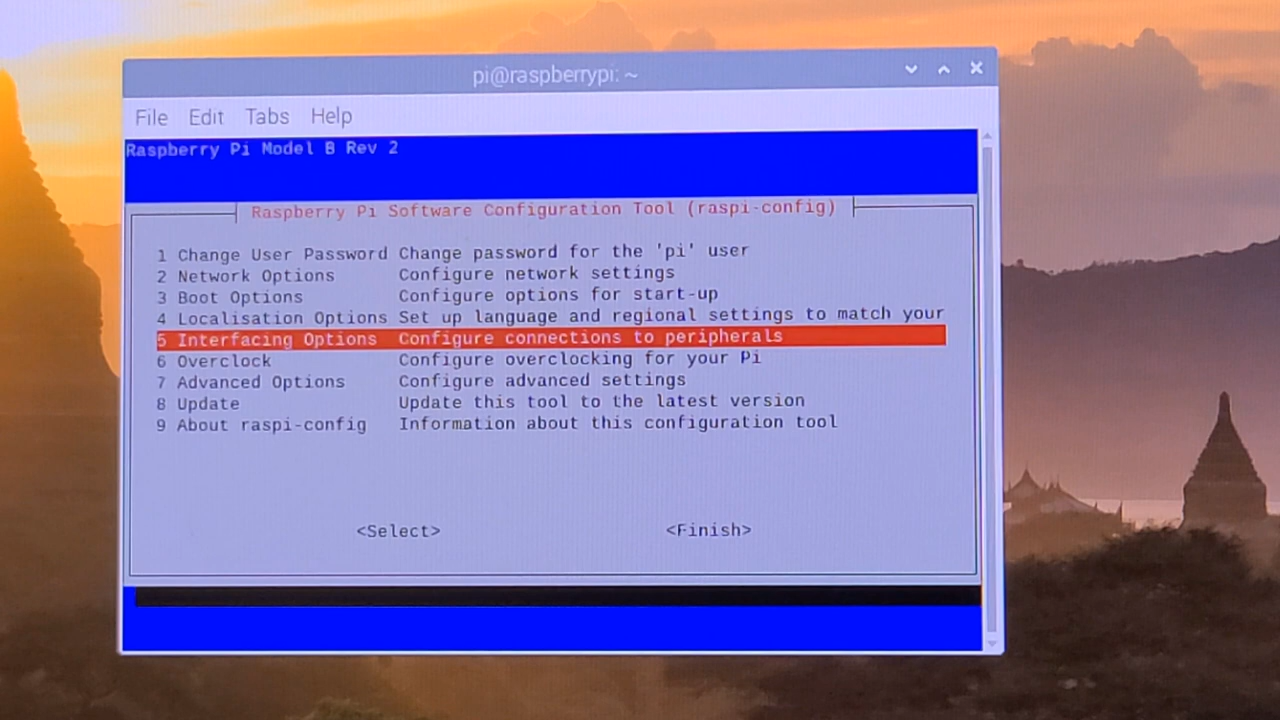 pi@raspberrypi: ~
File Edit Tabs Help
Raspberry Pi Model B Rev 2
Raspberry Pi Software Configuration Tool (raspi-config)
1 Change User Password Change password for the 'pi' user
2 Network Options Configure network settings
3 Boot Options Configure options for start-up
4 Localisation Options Set up language and regional settings to match your
5 Interfacing Options Configure connections to peripherals
6 Overclock Configure overclocking for your Pi
7 Advanced Options Configure advanced settings
8 Update Update this tool to the latest version
9 About raspi-config Information about this configuration tool
<Select> <Finish>